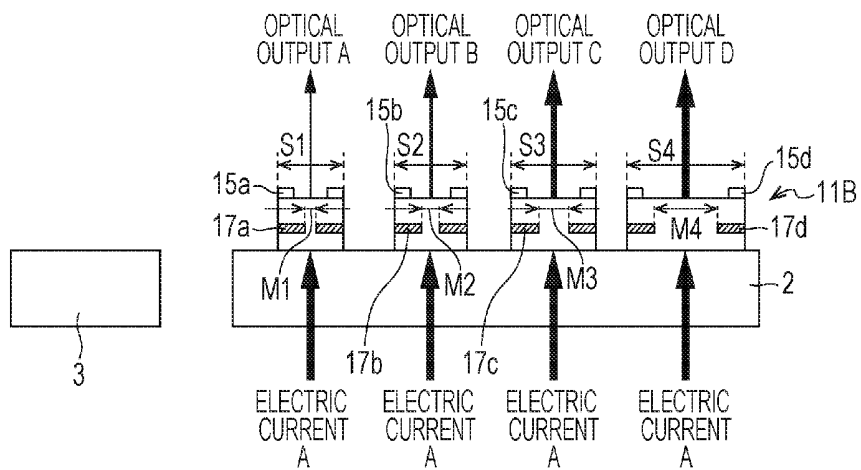 OPTICAL OUTPUT A
OPTICAL OUTPUT B
OPTICAL OUTPUT C
OPTICAL OUTPUT D
15b
15c
S1
S2
S3
S4
15a
15d
11B
17a
17d
M1
M2
M3
M4
2
3
17b
17c
ELECTRIC CURRENT A
ELECTRIC CURRENT A
ELECTRIC CURRENT A
ELECTRIC CURRENT A